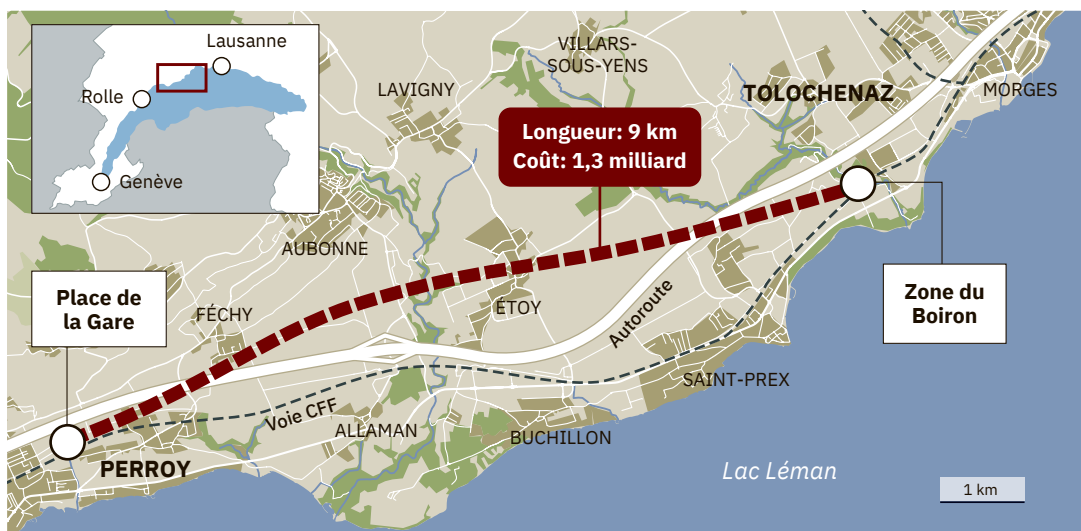 Lausanne
Rolle
Genève
VILLARS-
SOUS-YENS
LAVIGNY
TOLOCHENAZ
MORGES
Longueur: 9 km
Coût: 1,3 milliard
AUBONNE
Place de
la Gare
FÉCHY
ÉTOY
Autoroute
Zone du
Boiron
SAINT-PREX
Voie CFF
ALLAMAN
BUCHILLON
PERROY
Lac Léman
1 km